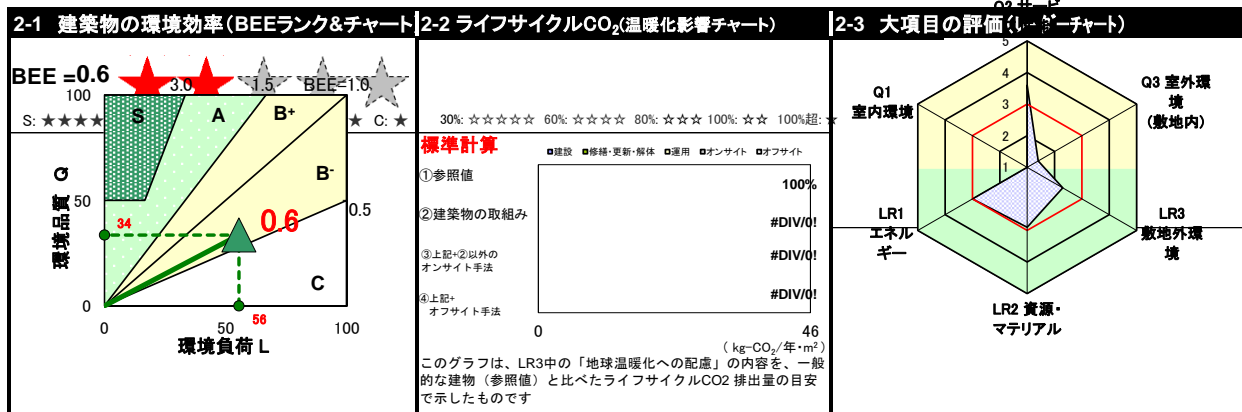 2-1 建築物の環境効率(BEEランク&チャート)
BEE =0.6
3.0 1.5 BEE=1.0
S: ★★★★ ★ C: ★
100
S A B+ B-
環境品質 Q
50
34
0.6
0.5
C
0
0 50 100
56
環境負荷 L
2-2 ライフサイクルCO2(温暖化影響チャート)
30%: ☆☆☆☆☆ 60%: ☆☆☆☆ 80%: ☆☆☆ 100%: ☆☆ 100%超: ★
標準計算
建設 修繕・更新・解体 運用 オンサイト オフサイト
①参照値 100%
②建築物の取組み #DIV/0!
③上記+②以外の
オンサイト手法 #DIV/0!
④上記+
オフサイト手法 #DIV/0!
0 46
( kg-CO2/年・m2 )
このグラフは、LR3中の「地球温暖化への配慮」の内容を、一般
的な建物(参照値)と比べたライフサイクルCO2 排出量の目安
で示したものです
2-3 大項目の評価(レーダーチャート)
Q2 サービ
5
4
3
2
1
Q1
室内環境
Q3 室外環
境
(敷地内)
LR1
エネル
ギー
LR3
敷地外環
境
LR2 資源・
マテリアル